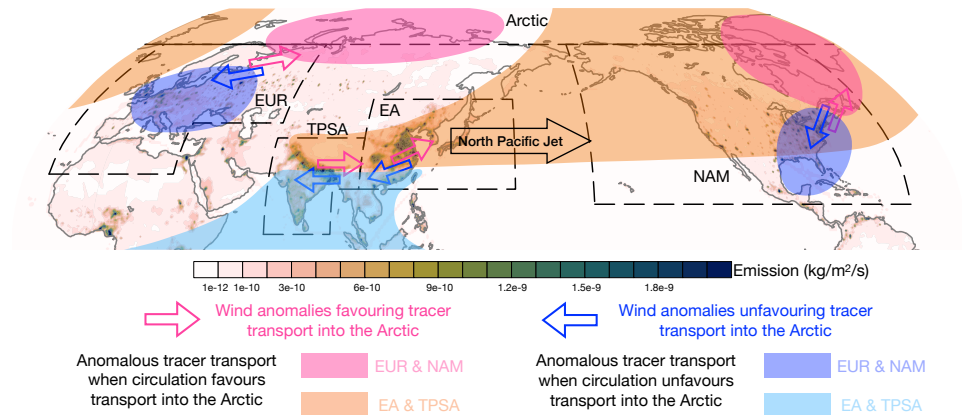 Arctic
EUR
EA
TPSA
North Pacific Jet
NAM
Emission (kg/m²/s)
1e-12 1e-10 3e-10 6e-10 9e-10 1.2e-9 1.5e-9 1.8e-9
Wind anomalies favouring tracer
transport into the Arctic
Wind anomalies unfavouring tracer
transport into the Arctic
Anomalous tracer transport
when circulation favours
transport into the Arctic
EUR & NAM
EA & TPSA
Anomalous tracer transport
when circulation unfavours
transport into the Arctic
EUR & NAM
EA & TPSA